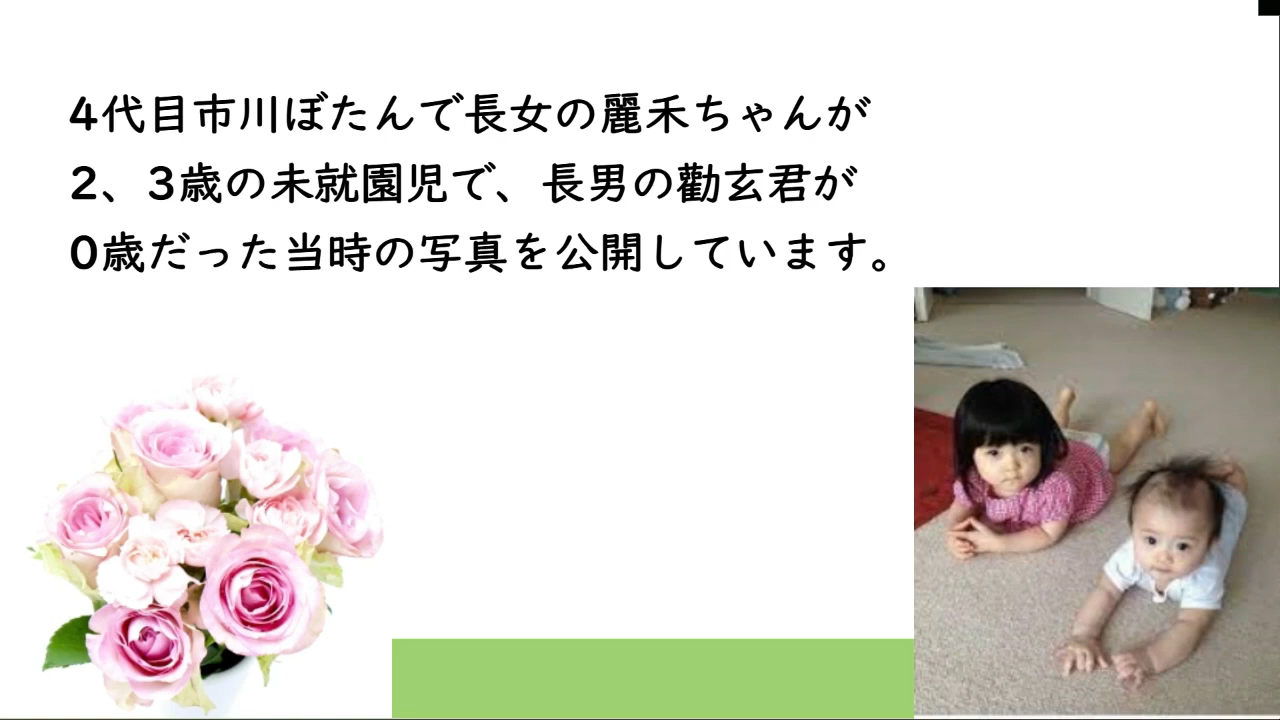 4代目市川ぼたんで長女の麗禾ちゃんが
2、3歳の未就園児で、長男の勸玄君が
0歳だった当時の写真を公開しています。